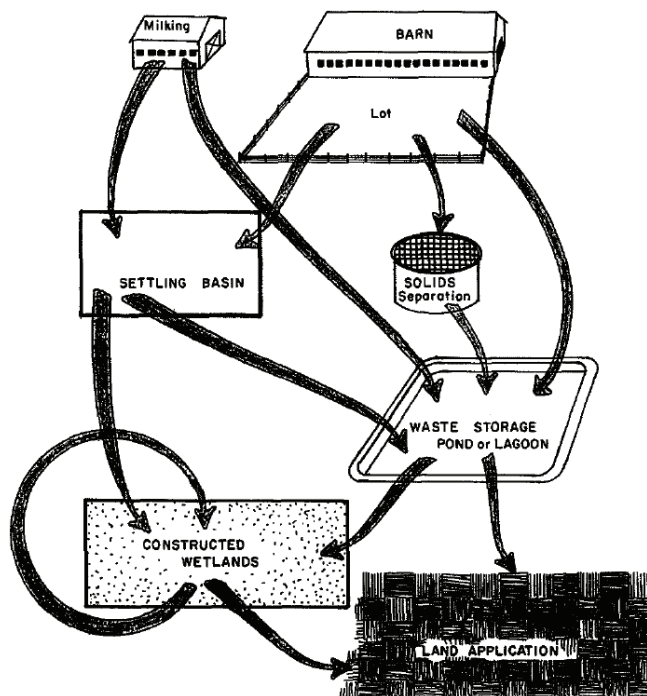 Milking
BARN
Lot
SETTLING BASIN
SOLIDS
Separation
WASTE STORAGE
POND or LAGOON
CONSTRUCTED
WETLANDS
LAND APPLICATION